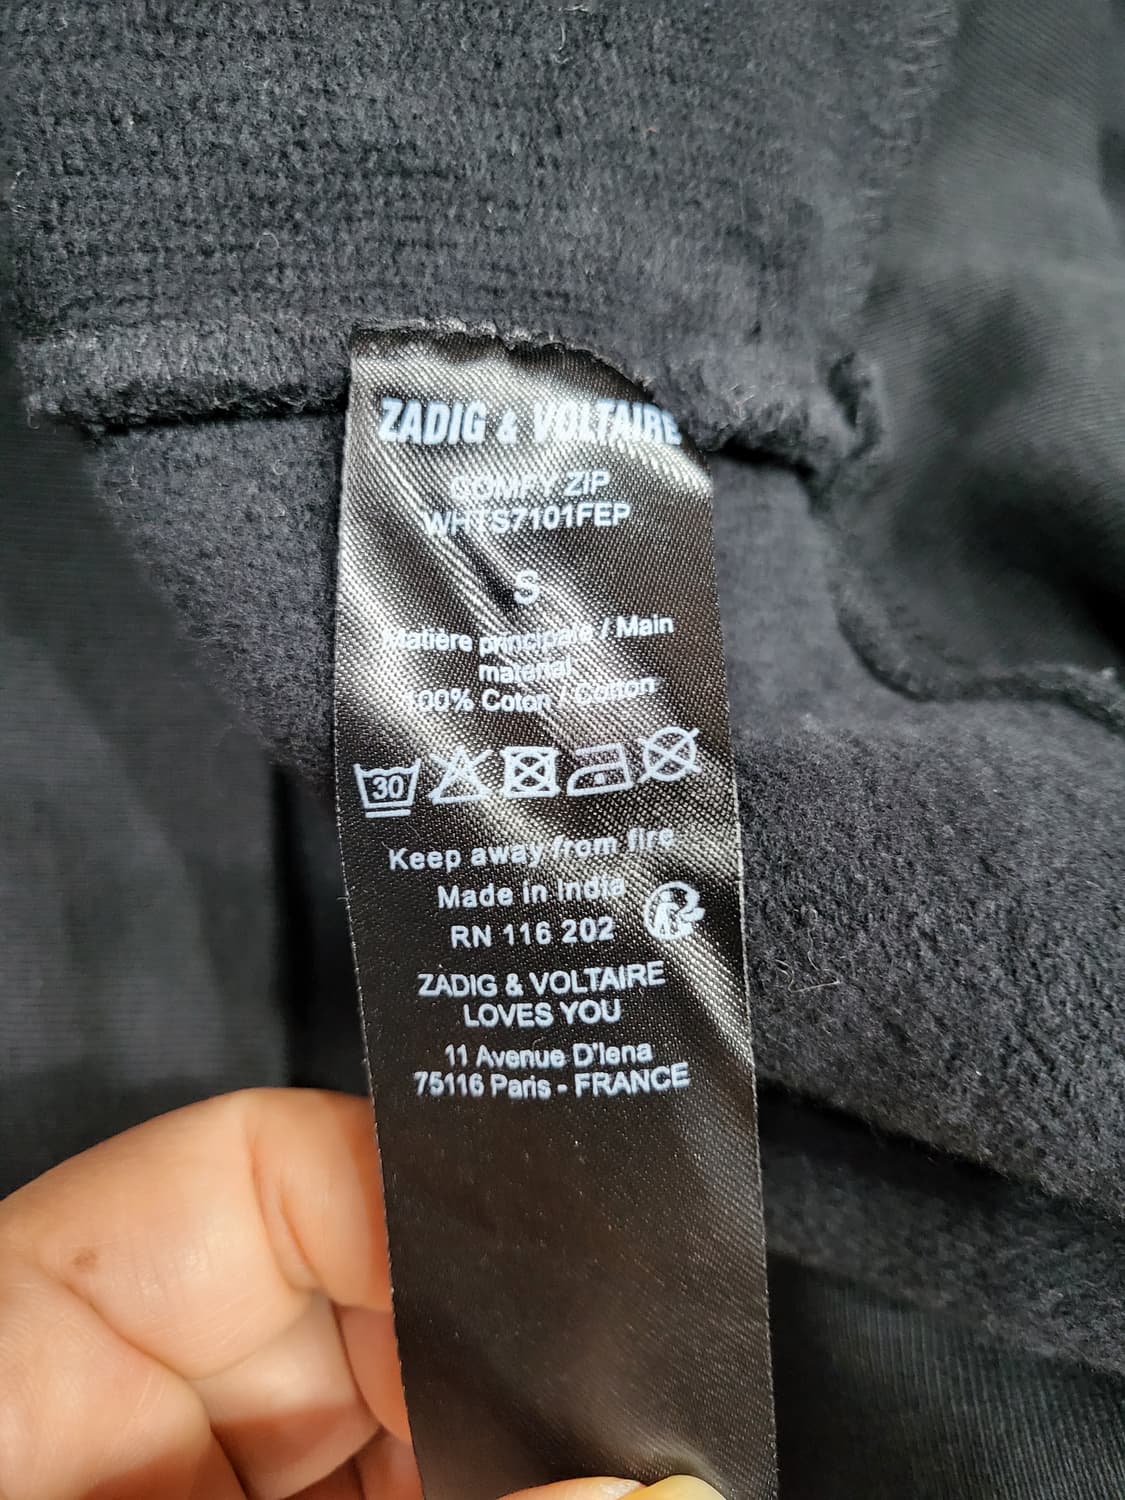 ZADIG & VOLTAIRE
COMFY ZIP
WHTS7101FEP
S
Matière principale / Main
material
100% Coton / Cotton
30
Keep away from fire
Made in India
RN 116 202
ZADIG & VOLTAIRE
LOVES YOU
11 Avenue D'Iena
75116 Paris - FRANCE